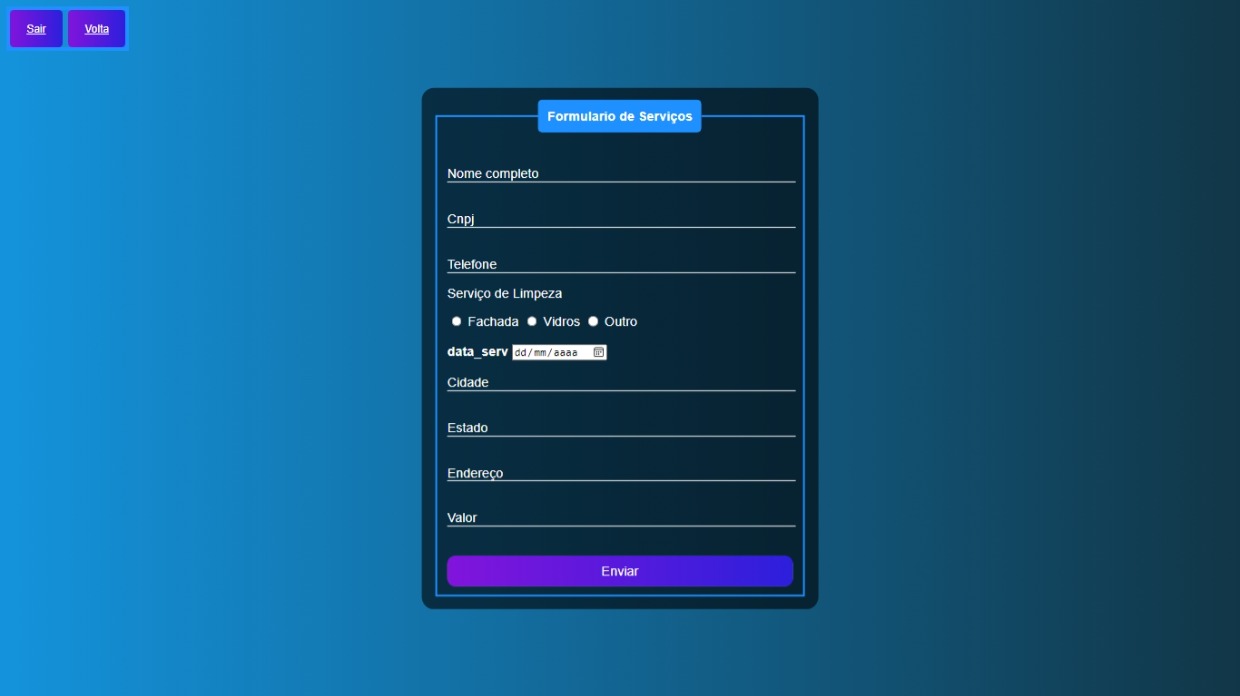 Sair Volta
Formulario de Serviços
Nome completo
Cnpj
Telefone
Serviço de Limpeza
Fachada Vidros Outro
data_serv dd/mm/aaaa
Cidade
Estado
Endereço
Valor
Enviar